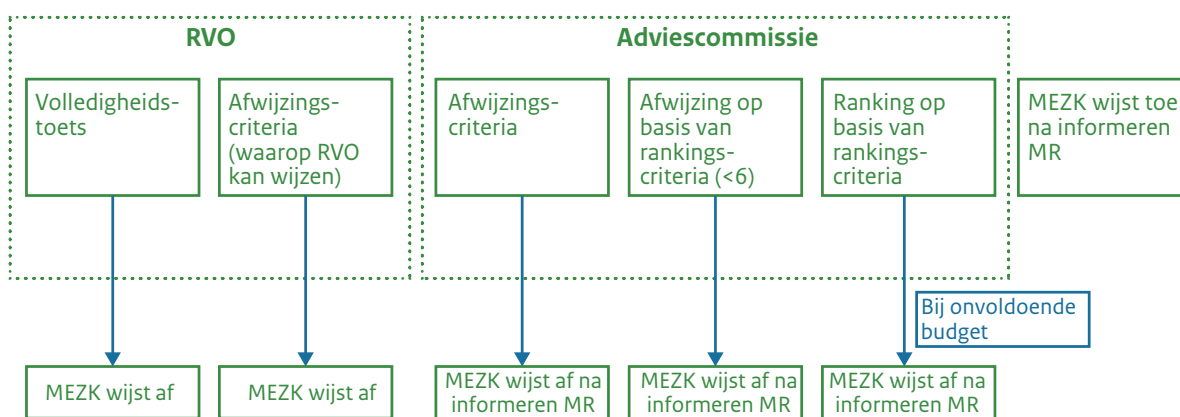 RVO
Adviescommissie
Volledigheids-
toets
Afwijzings-
criteria
(waarop RVO
kan wijzen)
Afwijzings-
criteria
Afwijzing op
basis van
rankings-
criteria (<6)
Ranking op
basis van
rankings-
criteria
MEZK wijst toe
na informeren
MR
Bij onvoldoende
budget
MEZK wijst af
MEZK wijst af
MEZK wijst af na
informeren MR
MEZK wijst af na
informeren MR
MEZK wijst af na
informeren MR